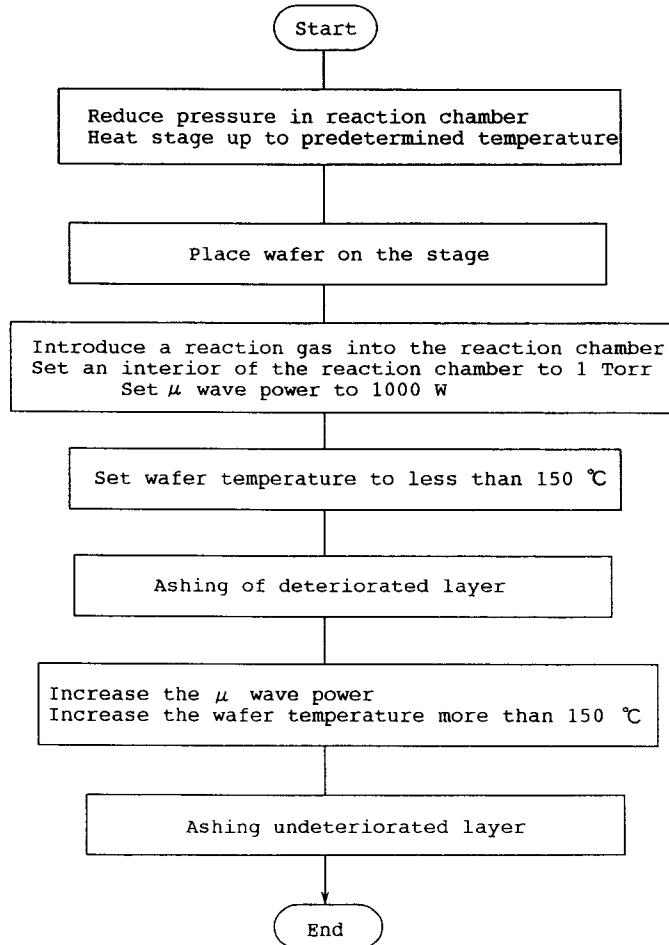 Start
Reduce pressure in reaction chamber
Heat stage up to predetermined temperature
Place wafer on the stage
Introduce a reaction gas into the reaction chamber
Set an interior of the reaction chamber to 1 Torr
Set μ wave power to 1000 W
Set wafer temperature to less than 150 ℃
Ashing of deteriorated layer
Increase the μ wave power
Increase the wafer temperature more than 150 ℃
Ashing undeteriorated layer
End